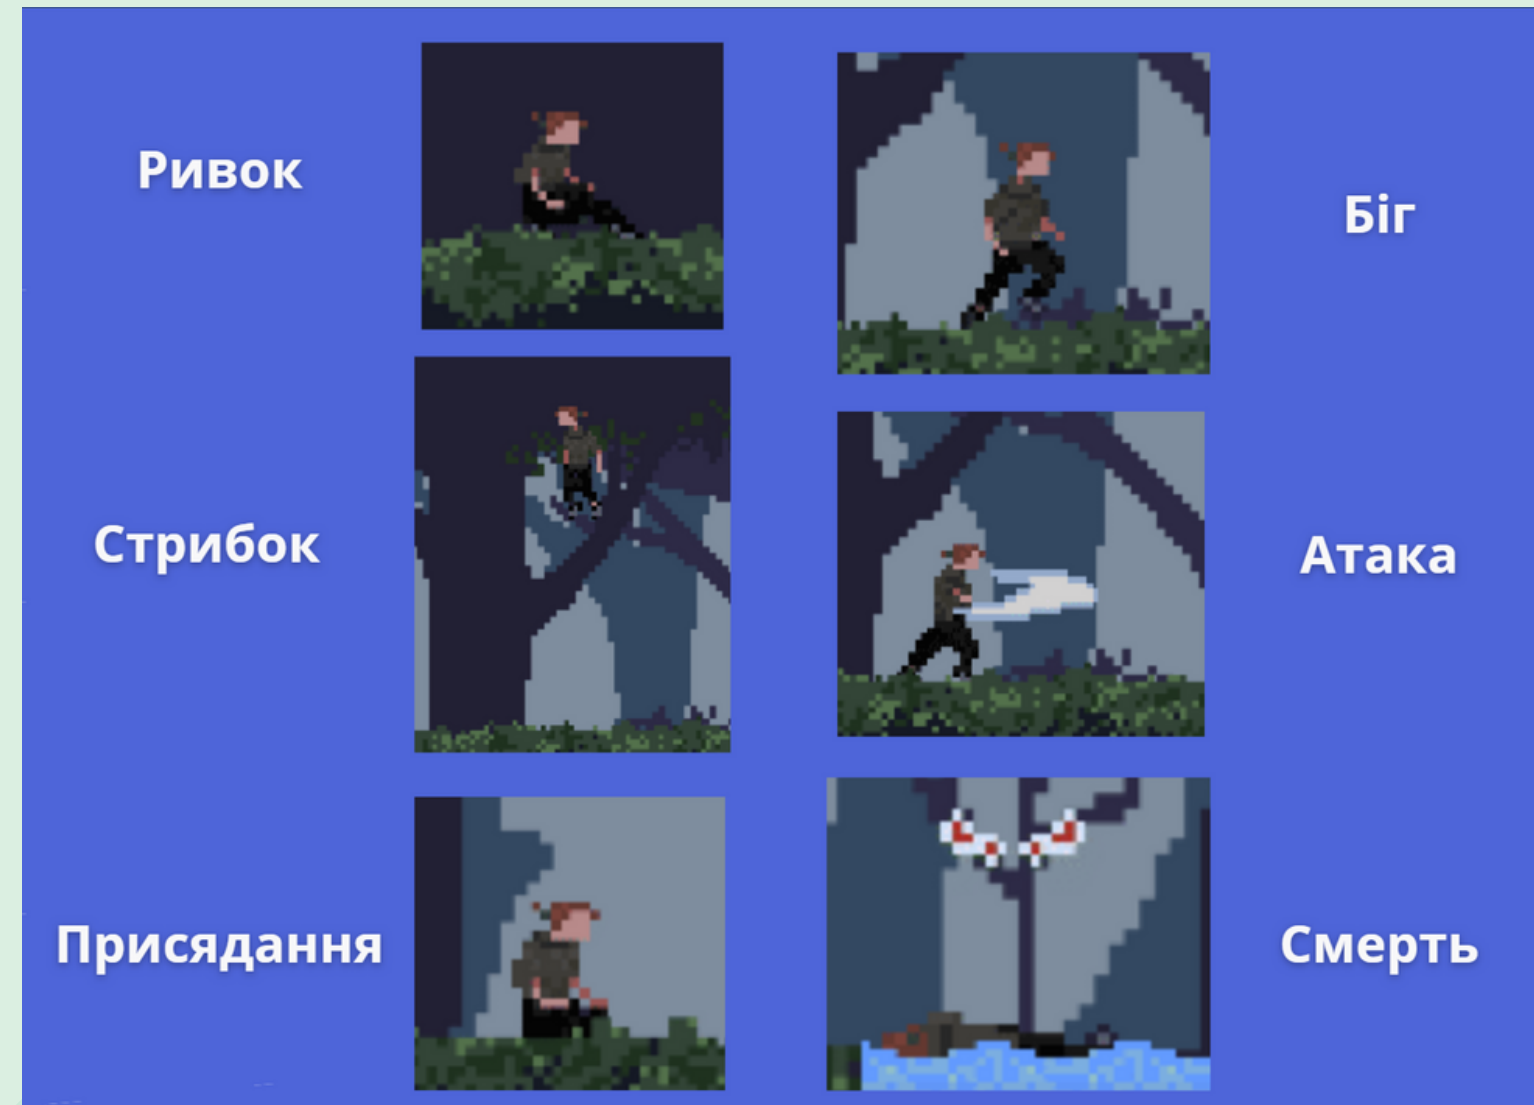 Ривок
Біг
Стрибок
Атака
Присядання
Смерть